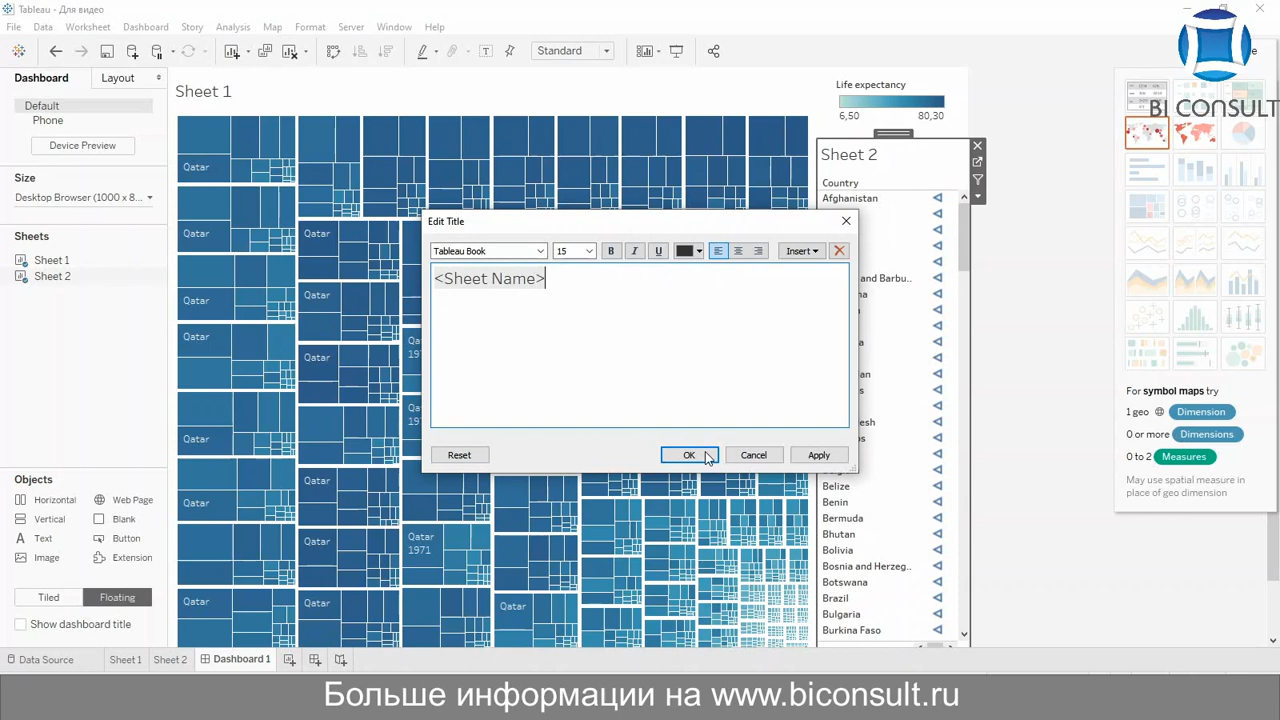 Tableau - Для видео
File Data Worksheet Dashboard Story Analysis Map Format Server Window Help
Standard
BI CONSULT
Dashboard Layout
Default
Phone
Device Preview
Size
Desktop Browser (1000 x 8...
Sheets
Sheet 1
Sheet 2
Objects
Horizontal Web Page
Vertical Blank
Text Button
Image Extension
Tiled Floating
Show dashboard title
Sheet 1
Qatar
Qatar
Qatar
Qatar
Qatar
Qatar
Qatar
Qatar
Qatar
Qatar
Qatar
Qatar
Qatar
Qatar
1971
Qatar
Life expectancy
6,50 80,30
Sheet 2
Country
Afghanistan
and Barbu..
Belize
Benin
Bermuda
Bhutan
Bolivia
Bosnia and Herzeg..
Botswana
Brazil
Bulgaria
Burkina Faso
Edit Title
Tableau Book 15 B I U Insert
<Sheet Name>
Reset OK Cancel Apply
For symbol maps try
1 geo Dimension
0 or more Dimensions
0 to 2 Measures
May use spatial measure in
place of geo dimension
Data Source Sheet 1 Sheet 2 Dashboard 1
Больше информации на www.biconsult.ru